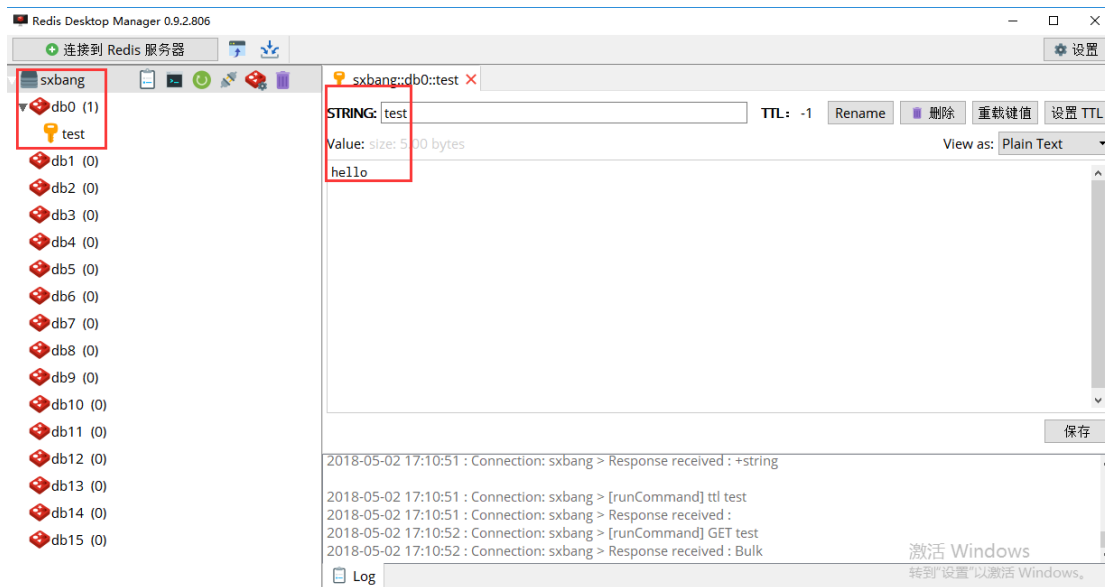 Redis Desktop Manager 0.9.2.806
连接到 Redis 服务器
设置
sxbang
db0 (1)
test
db1 (0)
db2 (0)
db3 (0)
db4 (0)
db5 (0)
db6 (0)
db7 (0)
db8 (0)
db9 (0)
db10 (0)
db11 (0)
db12 (0)
db13 (0)
db14 (0)
db15 (0)
sxbang::db0::test
STRING: test TTL: -1 Rename 删除 重载键值 设置 TTL
Value: size: 5.00 bytes View as: Plain Text
hello
保存
2018-05-02 17:10:51 : Connection: sxbang > Response received : +string
2018-05-02 17:10:51 : Connection: sxbang > [runCommand] ttl test
2018-05-02 17:10:51 : Connection: sxbang > Response received :
2018-05-02 17:10:52 : Connection: sxbang > [runCommand] GET test
2018-05-02 17:10:52 : Connection: sxbang > Response received : Bulk
激活 Windows
转到"设置"以激活 Windows。
Log